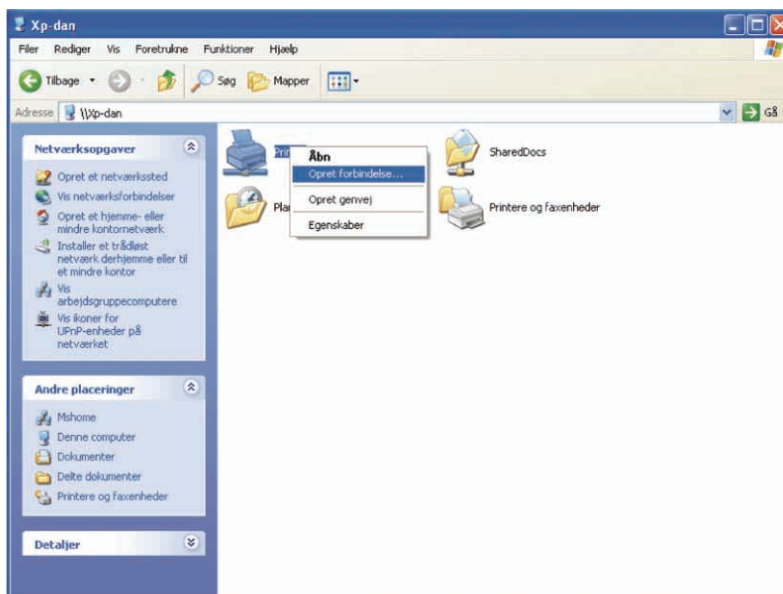 Xp-dan
Filer Rediger Vis Foretrukne Funktioner Hjælp
Tilbage Søg Mapper
Adresse \\Xp-dan Gå
Netværksopgaver
Opret et netværkssted
Vis netværksforbindelser
Opret et hjemme- eller
mindre kontornetværk
Installer et trådløst
netværk derhjemme eller til
et mindre kontor
Vis
arbejdsgruppecomputere
Vis ikoner for
UPnP-enheder på
netværket
Andre placeringer
Mshome
Denne computer
Dokumenter
Delte dokumenter
Printere og faxenheder
Detaljer
Åbn
Opret forbindelse...
Opret genvej
Egenskaber
SharedDocs
Printere og faxenheder